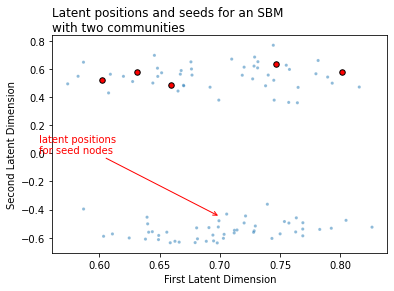 Latent positions and seeds for an SBM
with two communities
Second Latent Dimension
0.8
0.6
0.4
0.2
0.0
−0.2
−0.4
−0.6
latent positions
for seed nodes
0.60
0.65
0.70
0.75
0.80
First Latent Dimension